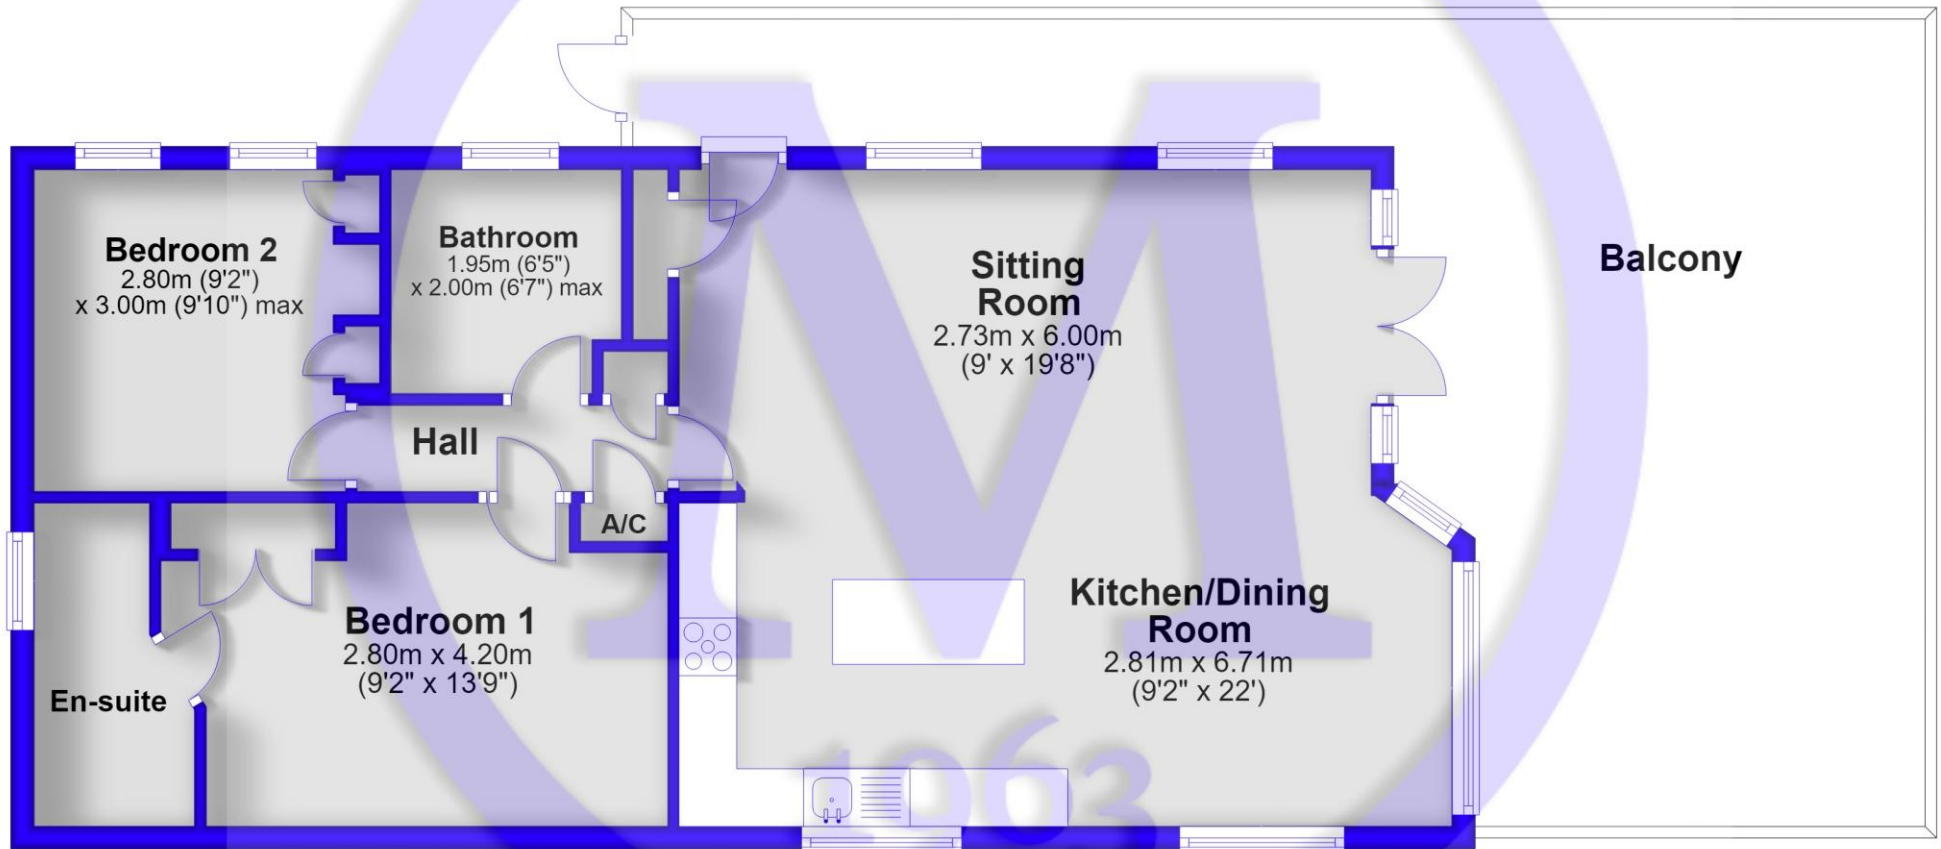 Bedroom 2
2.80m (9'2")
x 3.00m (9'10") max
Bathroom
1.95m (6'5")
x 2.00m (6'7") max
Sitting
Room
2.73m x 6.00m
(9' x 19'8")
Balcony
Hall
A/C
Bedroom 1
2.80m x 4.20m
(9'2" x 13'9")
En-suite
Kitchen/Dining
Room
2.81m x 6.71m
(9'2" x 22')
M
1963